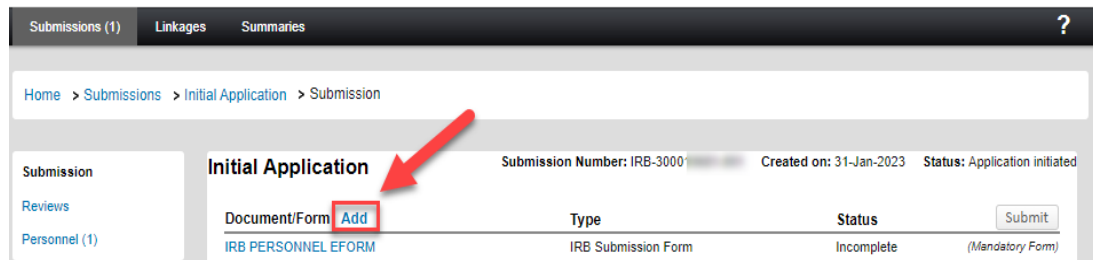 Submissions (1) Linkages Summaries ?
Home > Submissions > Initial Application > Submission
Submission
Reviews
Personnel (1)
Initial Application Submission Number: IRB-30001 Created on: 31-Jan-2023 Status: Application initiated
Document/Form Add Type Status Submit
IRB PERSONNEL EFORM IRB Submission Form Incomplete (Mandatory Form)